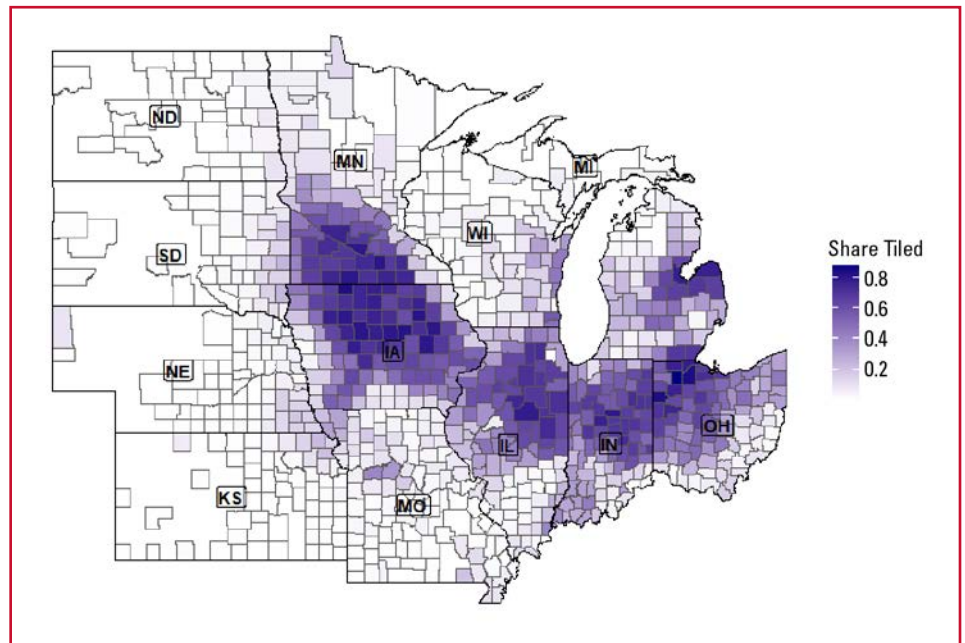 ND
MN
MI
SD
WI
Share Tiled
0.8
0.6
0.4
0.2
IA
NE
IL
IN
OH
KS
MO